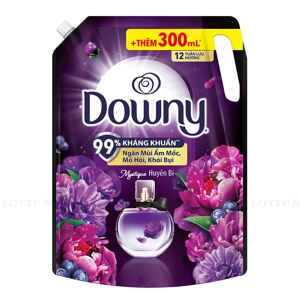 +THÊM 300ML
12 TUẦN LƯU HƯƠNG
Downy
99% KHÁNG KHUẨN**
Ngăn Mùi Ẩm Mốc,
Mồ Hôi, Khói Bụi
Mystique Huyền Bí
LOTTE M
LOTTE